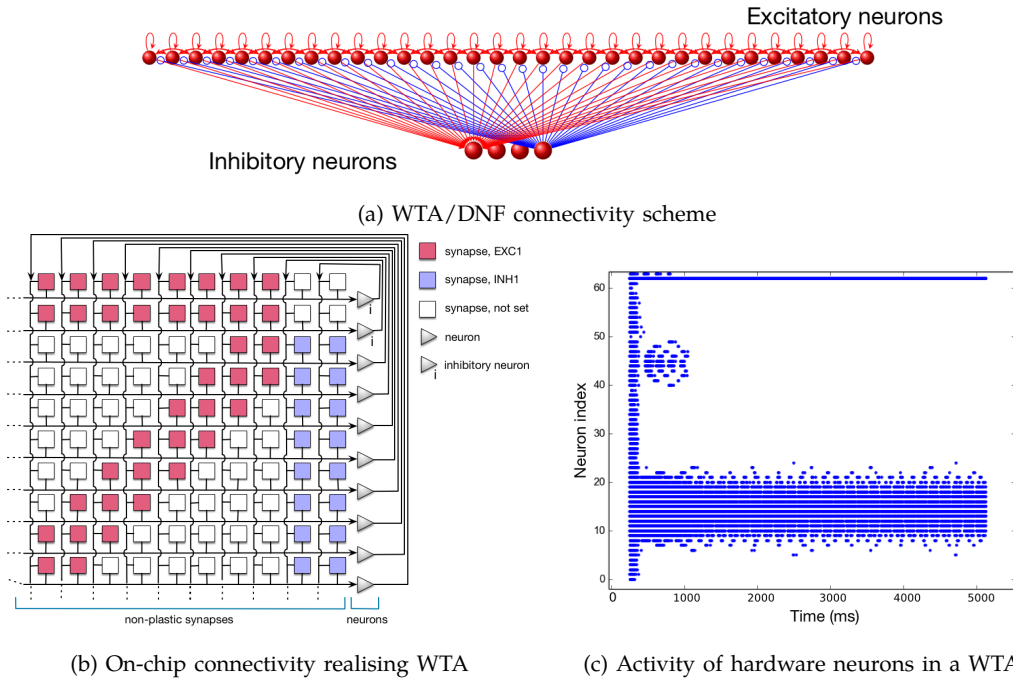 Excitatory neurons
Inhibitory neurons
(a) WTA/DNF connectivity scheme
synapse, EXC1
synapse, INH1
synapse, not set
neuron
inhibitory neuron
i
i
i
non-plastic synapses
neurons
(b) On-chip connectivity realising WTA
Neuron index
60
50
40
30
20
10
0
0 1000 2000 3000 4000 5000
Time (ms)
(c) Activity of hardware neurons in a WTA